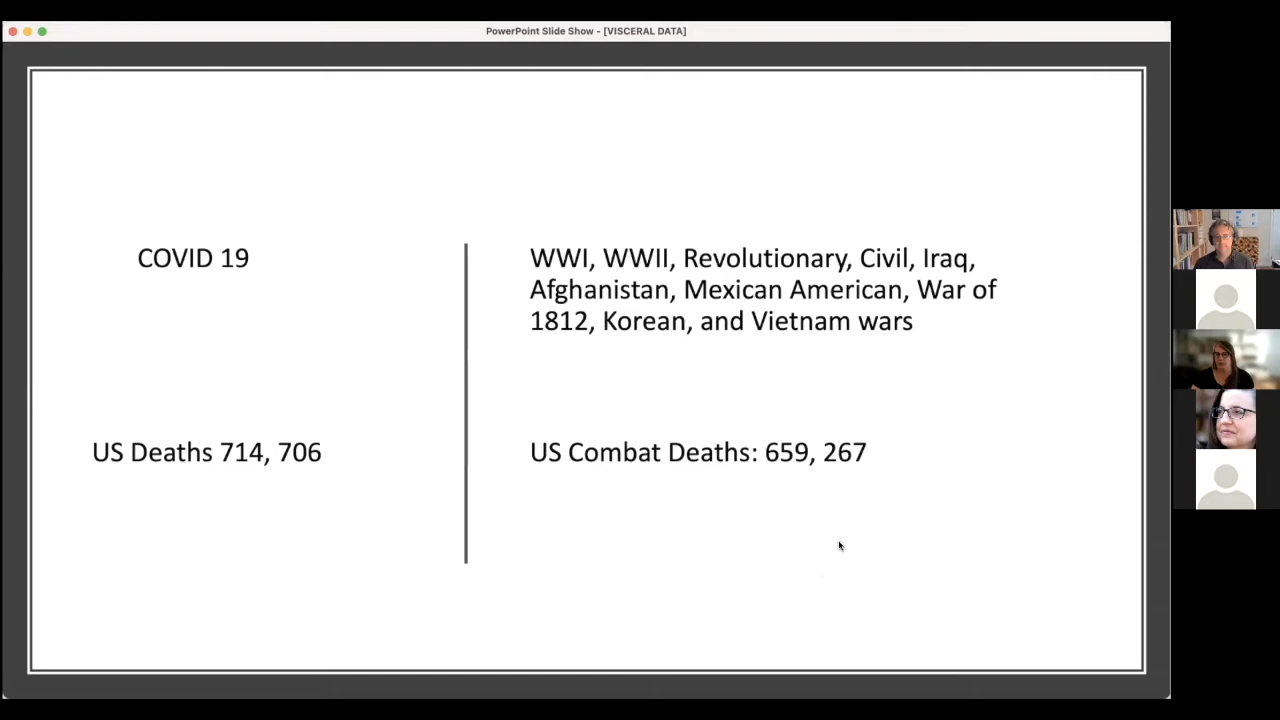 PowerPoint Slide Show - [VISCERAL DATA]
COVID 19
WWI, WWII, Revolutionary, Civil, Iraq,
Afghanistan, Mexican American, War of
1812, Korean, and Vietnam wars
US Deaths 714, 706
US Combat Deaths: 659, 267